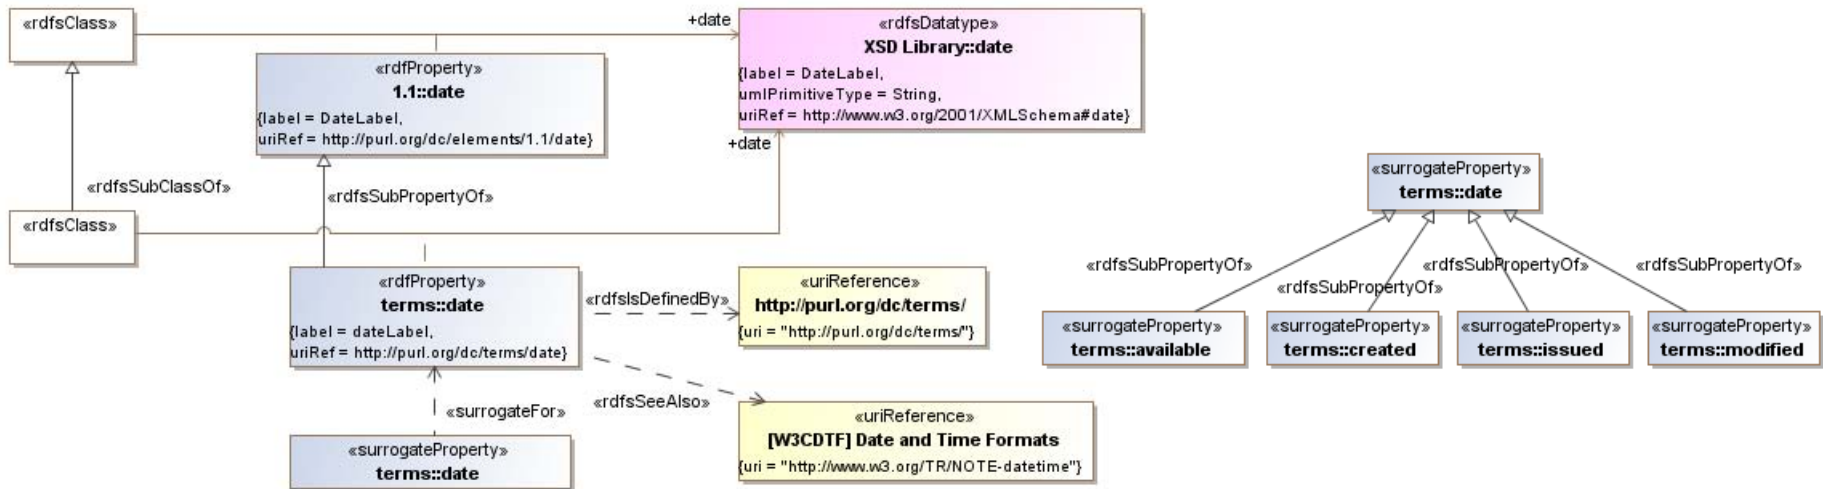 «rdfsClass»
+date
«rdfsDatatype»
XSD Library::date
{label = DateLabel,
umlPrimitiveType = String,
uriRef = http://www.w3.org/2001/XMLSchema#date}
«rdfProperty»
1.1::date
{label = DateLabel,
uriRef = http://purl.org/dc/elements/1.1/date}
+date
«rdfsSubClassOf»
«rdfsSubPropertyOf»
«rdfsClass»
«rdfProperty»
terms::date
{label = dateLabel,
uriRef = http://purl.org/dc/terms/date}
«rdfsIsDefinedBy»
«uriReference»
http://purl.org/dc/terms/
{uri = "http://purl.org/dc/terms/"}
«surrogateFor»
«rdfsSeeAlso»
«uriReference»
[W3CDTF] Date and Time Formats
{uri = "http://www.w3.org/TR/NOTE-datetime"}
«surrogateProperty»
terms::date
«surrogateProperty»
terms::date
«rdfsSubPropertyOf»
«rdfsSubPropertyOf»
«rdfsSubPropertyOf»
«rdfsSubPropertyOf»
«surrogateProperty»
terms::available
«surrogateProperty»
terms::created
«surrogateProperty»
terms::issued
«surrogateProperty»
terms::modified